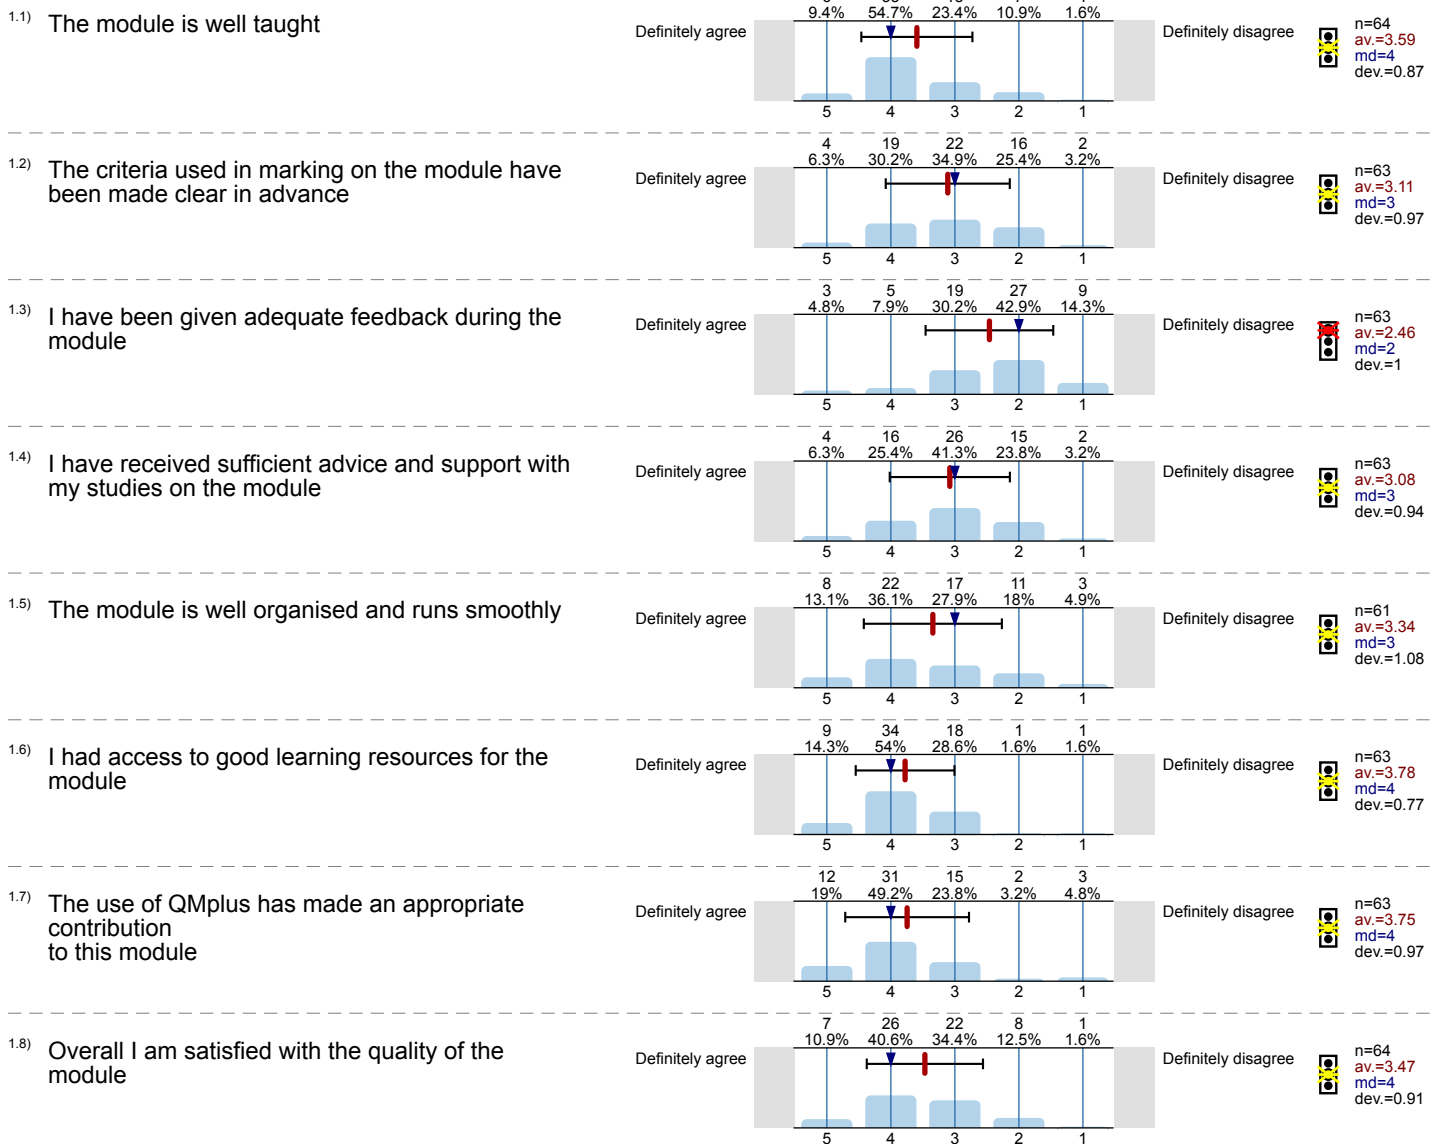 9.4% 54.7% 23.4% 10.9% 1.6%
1.1) The module is well taught
Definitely agree
Definitely disagree
n=64
av.=3.59
md=4
dev.=0.87
5 4 3 2 1
4 19 22 16 2
6.3% 30.2% 34.9% 25.4% 3.2%
1.2) The criteria used in marking on the module have
been made clear in advance
Definitely agree
Definitely disagree
n=63
av.=3.11
md=3
dev.=0.97
5 4 3 2 1
3 5 19 27 9
4.8% 7.9% 30.2% 42.9% 14.3%
1.3) I have been given adequate feedback during the
module
Definitely agree
Definitely disagree
n=63
av.=2.46
md=2
dev.=1
5 4 3 2 1
4 16 26 15 2
6.3% 25.4% 41.3% 23.8% 3.2%
1.4) I have received sufficient advice and support with
my studies on the module
Definitely agree
Definitely disagree
n=63
av.=3.08
md=3
dev.=0.94
5 4 3 2 1
8 22 17 11 3
13.1% 36.1% 27.9% 18% 4.9%
1.5) The module is well organised and runs smoothly
Definitely agree
Definitely disagree
n=61
av.=3.34
md=3
dev.=1.08
5 4 3 2 1
9 34 18 1 1
14.3% 54% 28.6% 1.6% 1.6%
1.6) I had access to good learning resources for the
module
Definitely agree
Definitely disagree
n=63
av.=3.78
md=4
dev.=0.77
5 4 3 2 1
12 31 15 2 3
19% 49.2% 23.8% 3.2% 4.8%
1.7) The use of QMplus has made an appropriate
contribution
to this module
Definitely agree
Definitely disagree
n=63
av.=3.75
md=4
dev.=0.97
5 4 3 2 1
7 26 22 8 1
10.9% 40.6% 34.4% 12.5% 1.6%
1.8) Overall I am satisfied with the quality of the
module
Definitely agree
Definitely disagree
n=64
av.=3.47
md=4
dev.=0.91
5 4 3 2 1